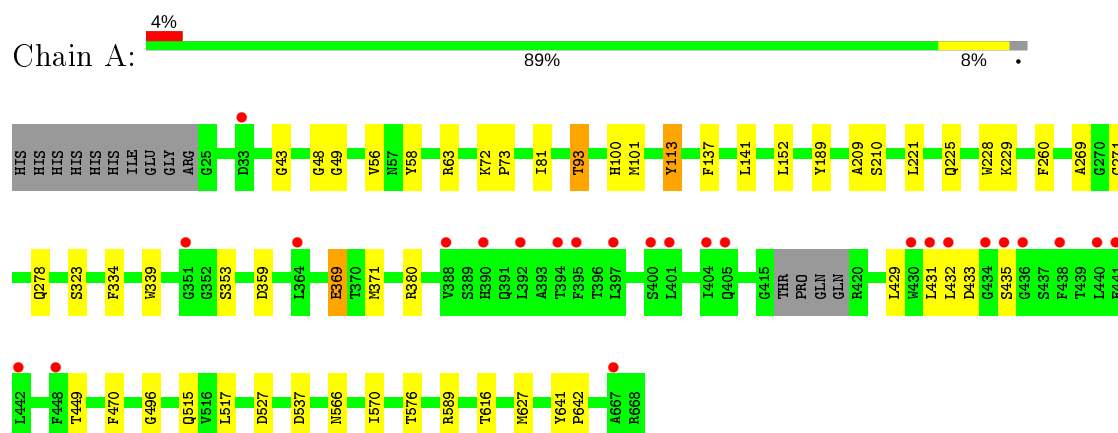 4%
Chain A:
89% 8% •
HIS HIS HIS HIS HIS HIS ILE GLU GLY ARG G25 D33 G43 G48 G49 V56 N57 Y58 R63 K72 P73 I81 T93 H100 M101 Y113 F137 L141 L152 Y189 A209 S210 L221 Q225 W228 K229 F260 A269 G270
Q278 S323 F334 W339 G351 G352 S353 D359 L364 E369 T370 M371 R380 V388 S389 H390 Q391 L392 A393 T394 F395 T396 L397 S400 L401 I404 Q405 G415 THR PRO GLN GLN R420 L429 W430 L431 L432 D433 G434 S435 G436 S437 F438 T439 L440
L442 F448 T449 F470 G496 Q515 V516 L517 D527 D537 N566 I570 T576 R589 T616 M627 Y641 P642 A667 R668